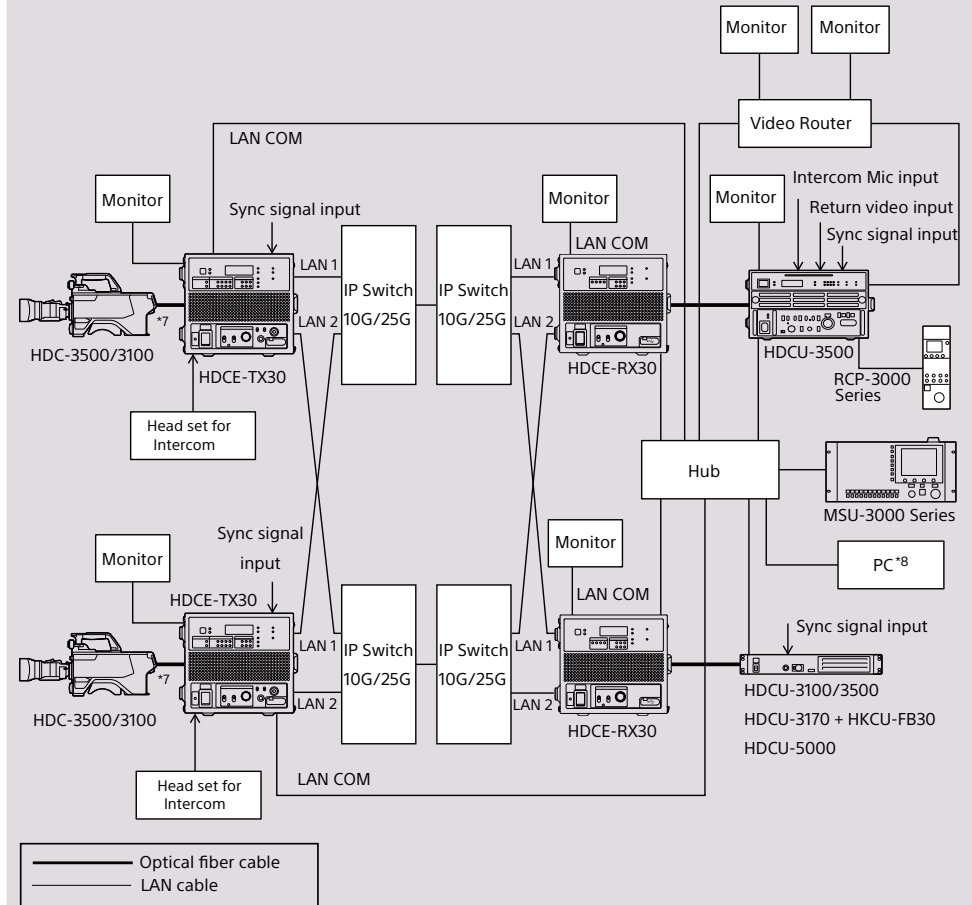 Monitor
Monitor
Video Router
LAN COM
Monitor
Sync signal input
Monitor
LAN COM
Monitor
Intercom Mic input
Return video input
Sync signal input
LAN 1
LAN 2
IP Switch
10G/25G
IP Switch
10G/25G
LAN 1
LAN 2
*7
HDC-3500/3100
HDCE-TX30
HDCE-RX30
HDCU-3500
RCP-3000
Series
Head set for
Intercom
Hub
MSU-3000 Series
Sync signal
input
Monitor
HDCE-TX30
Monitor
LAN COM
PC*8
LAN 1
LAN 2
IP Switch
10G/25G
IP Switch
10G/25G
LAN 1
LAN 2
Sync signal input
*7
HDC-3500/3100
HDCE-RX30
HDCU-3100/3500
HDCU-3170 + HKCU-FB30
HDCU-5000
Head set for
Intercom
LAN COM
Optical fiber cable
LAN cable